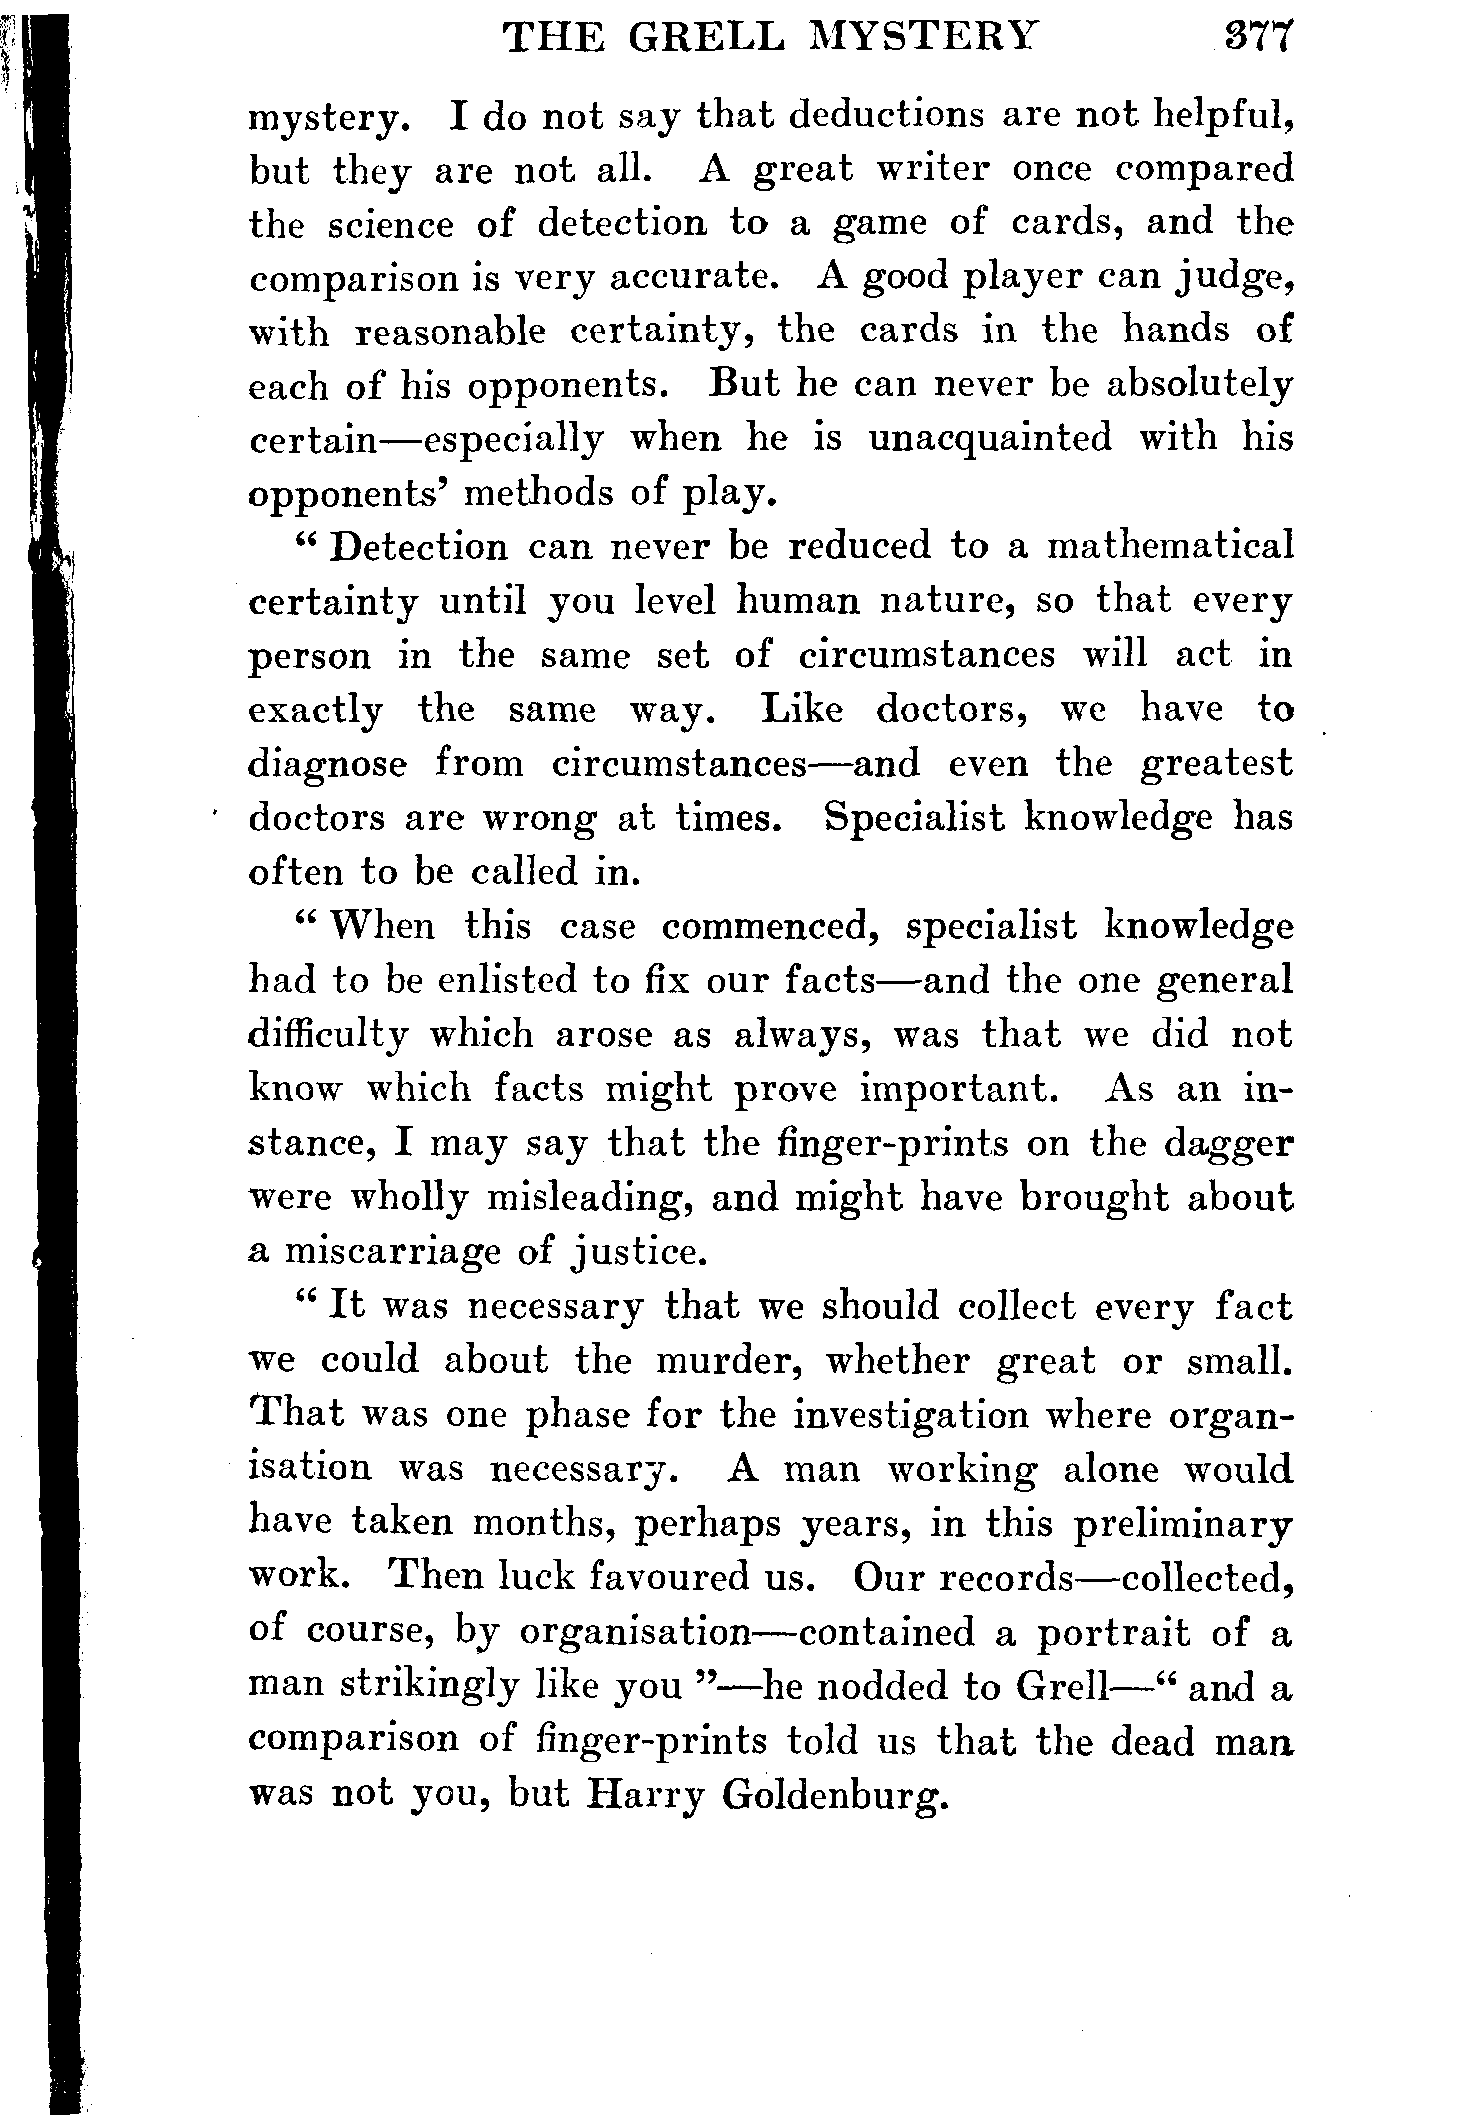 THE GRELL MYSTERY 377
mystery. I do not say that deductions are not helpful,
but they are not all. A great writer once compared
the science of detection to a game of cards, and the
comparison is very accurate. A good player can judge,
with reasonable certainty, the cards in the hands of
each of his opponents. But he can never be absolutely
certain—especially when he is unacquainted with his
opponents' methods of play.
“ Detection can never be reduced to a mathematical
certainty until you level human nature, so that every
person in the same set of circumstances will act in
exactly the same way. Like doctors, we have to
diagnose from circumstances—and even the greatest
doctors are wrong at times. Specialist knowledge has
often to be called in.
“ When this case commenced, specialist knowledge
had to be enlisted to fix our facts—and the one general
difficulty which arose as always, was that we did not
know which facts might prove important. As an in-
stance, I may say that the finger-prints on the dagger
were wholly misleading, and might have brought about
a miscarriage of justice.
“ It was necessary that we should collect every fact
we could about the murder, whether great or small.
That was one phase for the investigation where organ-
isation was necessary. A man working alone would
have taken months, perhaps years, in this preliminary
work. Then luck favoured us. Our records—collected,
of course, by organisation—contained a portrait of a
man strikingly like you ”—he nodded to Grell—“ and a
comparison of finger-prints told us that the dead man
was not you, but Harry Goldenburg.